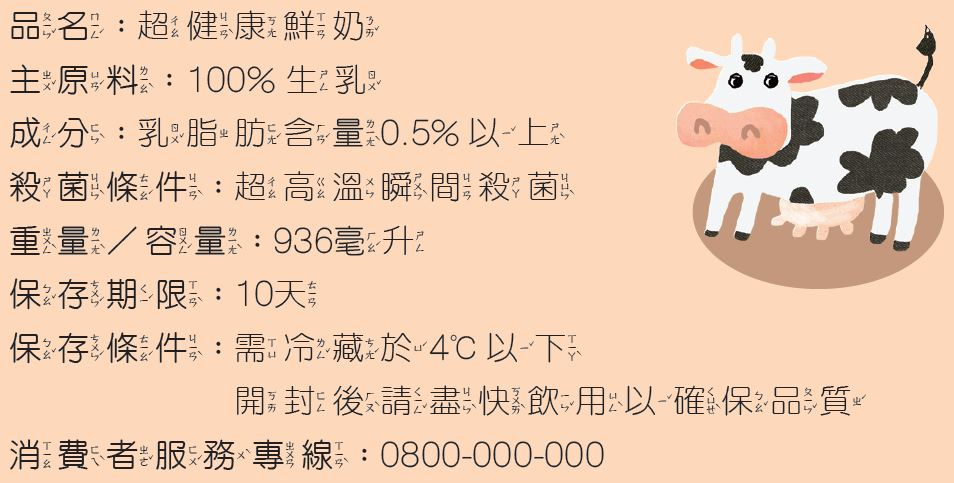 品名：超健康鮮奶
主原料：100% 生乳
成分：乳脂肪含量0.5% 以上
殺菌條件：超高溫瞬間殺菌
重量／容量：936毫升
保存期限：10天
保存條件：需冷藏於 4℃ 以下
開封後請盡快飲用以確保品質
消費者服務專線：0800-000-000